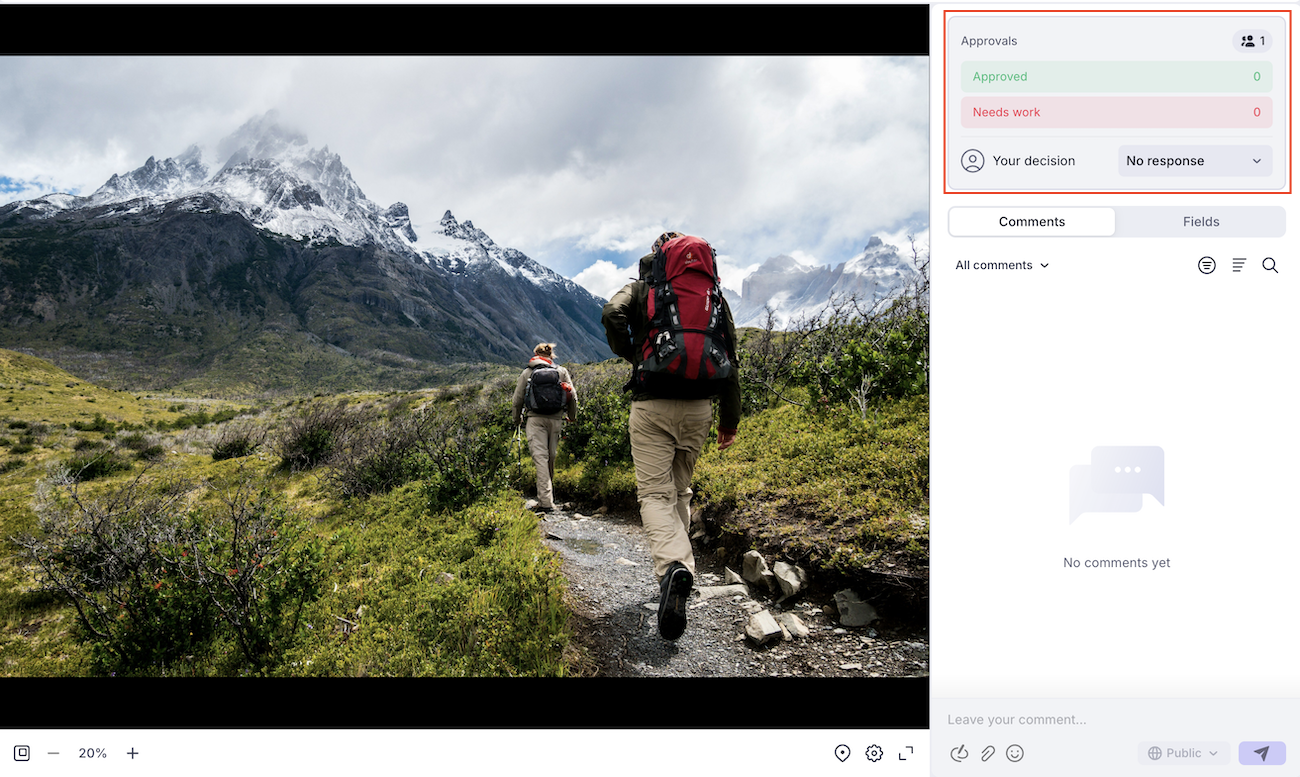 Approvals
1
Approved 0
Needs work 0
Your decision No response
Comments Fields
All comments
No comments yet
Leave your comment...
20%
Public